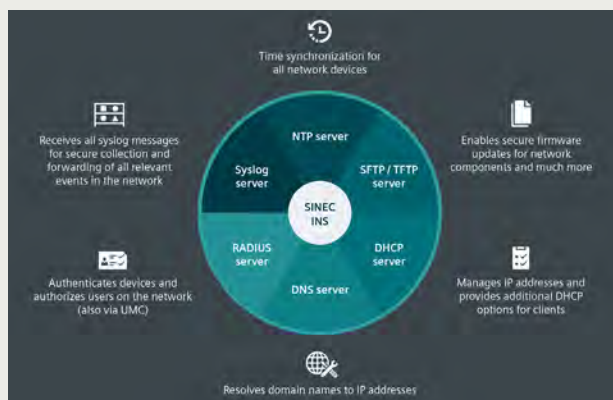 Time synchronization for
all network devices
Receives all syslog messages
for secure collection and
forwarding of all relevant
events in the network
NTP server
Enables secure firmware
updates for network
components and much more
Syslog
server
SFTP / TFTP
server
SINEC
INS
RADIUS
server
DHCP
server
DNS server
Authenticates devices and
authorizes users on the network
(also via UMC)
Manages IP addresses and
provides additional DHCP
options for clients
Resolves domain names to IP addresses